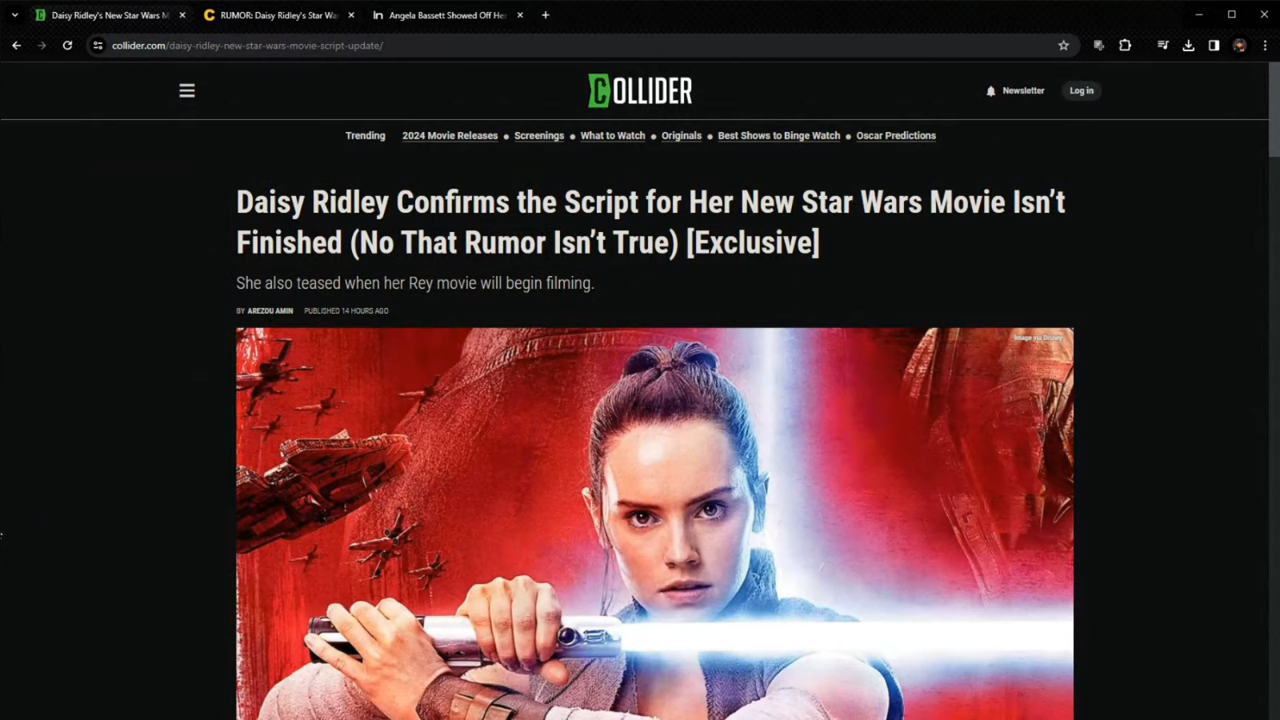 Daisy Ridley's New Star Wars M
RUMOR: Daisy Ridley's Star Wa
Angela Bassett Showed Off He
collider.com/daisy-ridley-new-star-wars-movie-script-update/
COLLIDER
Newsletter
Log in
Trending 2024 Movie Releases Screenings What to Watch Originals Best Shows to Binge Watch Oscar Predictions
Daisy Ridley Confirms the Script for Her New Star Wars Movie Isn't
Finished (No That Rumor Isn't True) [Exclusive]
She also teased when her Rey movie will begin filming.
BY AREZOU AMIN PUBLISHED 14 HOURS AGO
Image via Disney